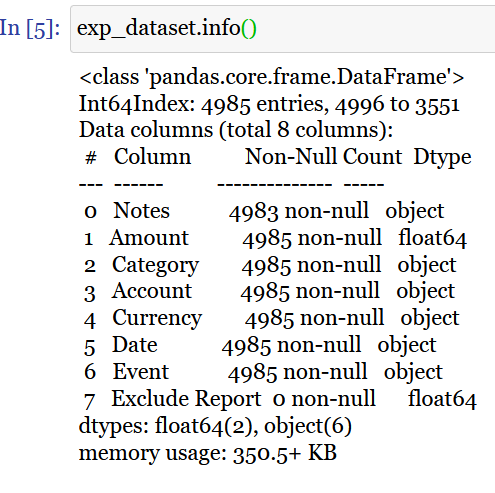 In [5]: exp_dataset.info()
<class 'pandas.core.frame.DataFrame'>
Int64Index: 4985 entries, 4996 to 3551
Data columns (total 8 columns):
# Column Non-Null Count Dtype
--- ------ -------------- -----
0 Notes 4983 non-null object
1 Amount 4985 non-null float64
2 Category 4985 non-null object
3 Account 4985 non-null object
4 Currency 4985 non-null object
5 Date 4985 non-null object
6 Event 4985 non-null object
7 Exclude Report 0 non-null float64
dtypes: float64(2), object(6)
memory usage: 350.5+ KB